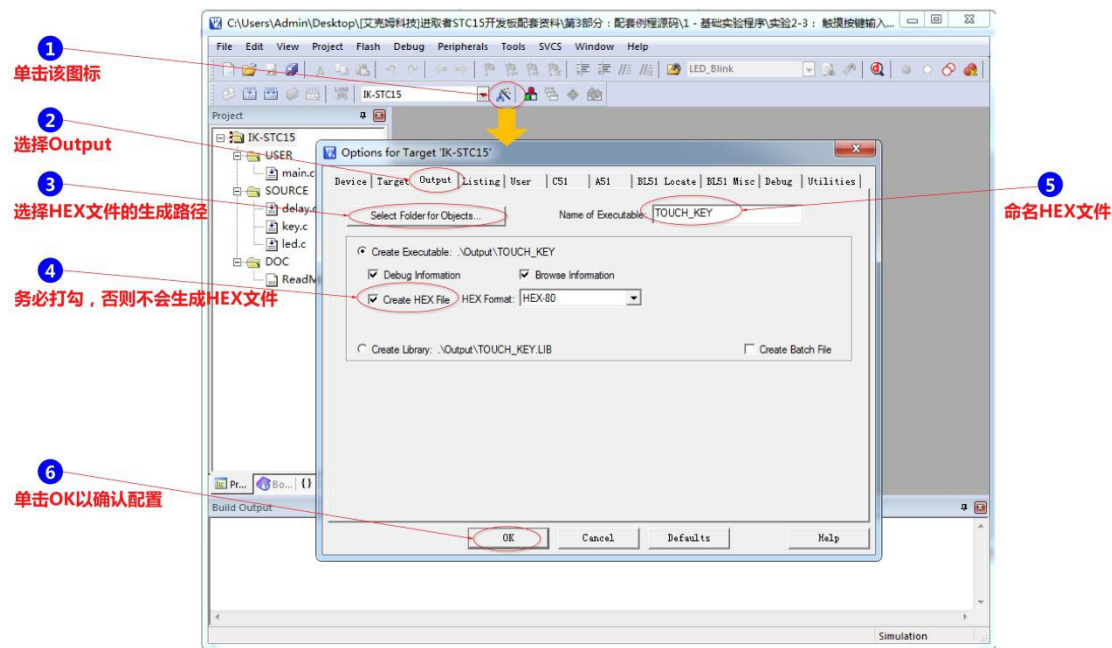 C:\Users\Admin\Desktop\[艾克姆科技]进取者STC15开发板配套资料\第3部分：配套例程源码\1 - 基础实验程序\实验2-3： 触摸按键输入...
File Edit View Project Flash Debug Peripherals Tools SVCS Window Help
1
单击该图标
LED_Blink
LOAD
IK-STC15
Project
2
选择Output
IK-STC15
USER
main.c
SOURCE
delay.c
key.c
led.c
DOC
ReadM
3
选择HEX文件的生成路径
4
务必打勾，否则不会生成HEX文件
Options for Target 'IK-STC15'
Device Target Output Listing User C51 A51 BL51 Locate BL51 Misc Debug Utilities
Select Folder for Objects...
Name of Executable: TOUCH_KEY
5
命名HEX文件
Create Executable: .\Output\TOUCH_KEY
Debug Information
Browse Information
Create HEX File HEX Format: HEX-80
Create Library: .\Output\TOUCH_KEY.LIB
Create Batch File
6
单击OK以确认配置
Pr... Bo... {}
Build Output
OK Cancel Defaults Help
Simulation